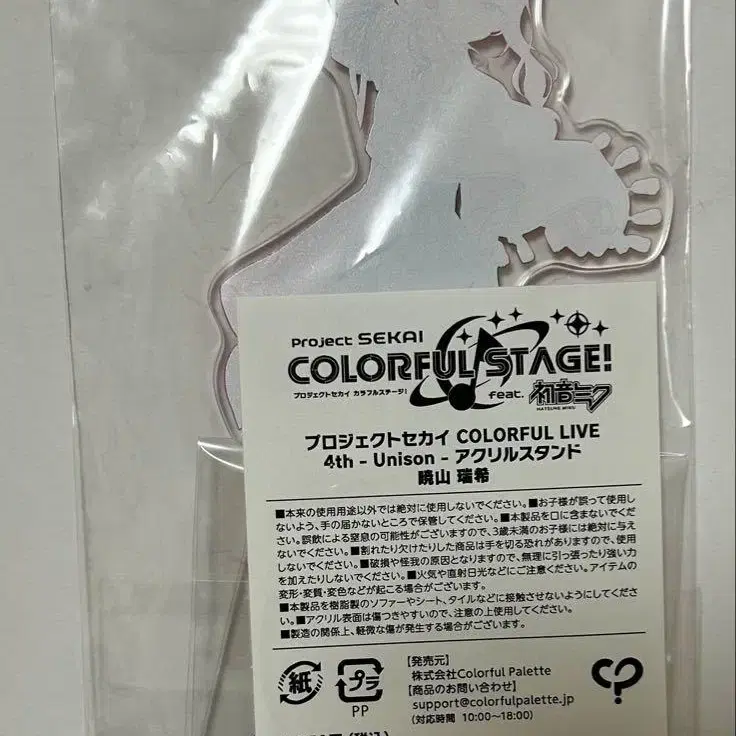 Project SEKAI
COLORFUL STAGE!
プロジェクトセカイ カラフルステージ!
feat. 初音ミク
HATSUNE MIKU
プロジェクトセカイ COLORFUL LIVE
4th - Unison - アクリルスタンド
暁山 瑞希
■本来の使用用途以外では絶対に使用しないでください。■お子様が誤って使用し
ないよう、手の届かないところで保管してください。■本製品を口に含まないでくだ
さい。誤飲による窒息の可能性がございますので、3歳未満のお子様には絶対に与え
ないでください。■割れたり欠けたりした商品は手を切る恐れがありますので、使用
しないでください。■破損や怪我の原因となりますので、無理に引っ張ったり強い力
を加えたりしないでください。■火気や直射日光などにご注意ください。アイテムの
変形・変質・変色などが起こる場合がございます。
■本製品を樹脂製のソファーやシート、タイルなどに接触させないようにしてくださ
い。■アクリル表面は傷つきやすいので、注意の上使用してください。
■製造の関係上、軽微な傷が発生する場合がございます。
紙
プラ
PP
【発売元】
株式会社Colorful Palette
【商品のお問い合わせ】
support@colorfulpalette.jp
(対応時間 10:00~18:00)